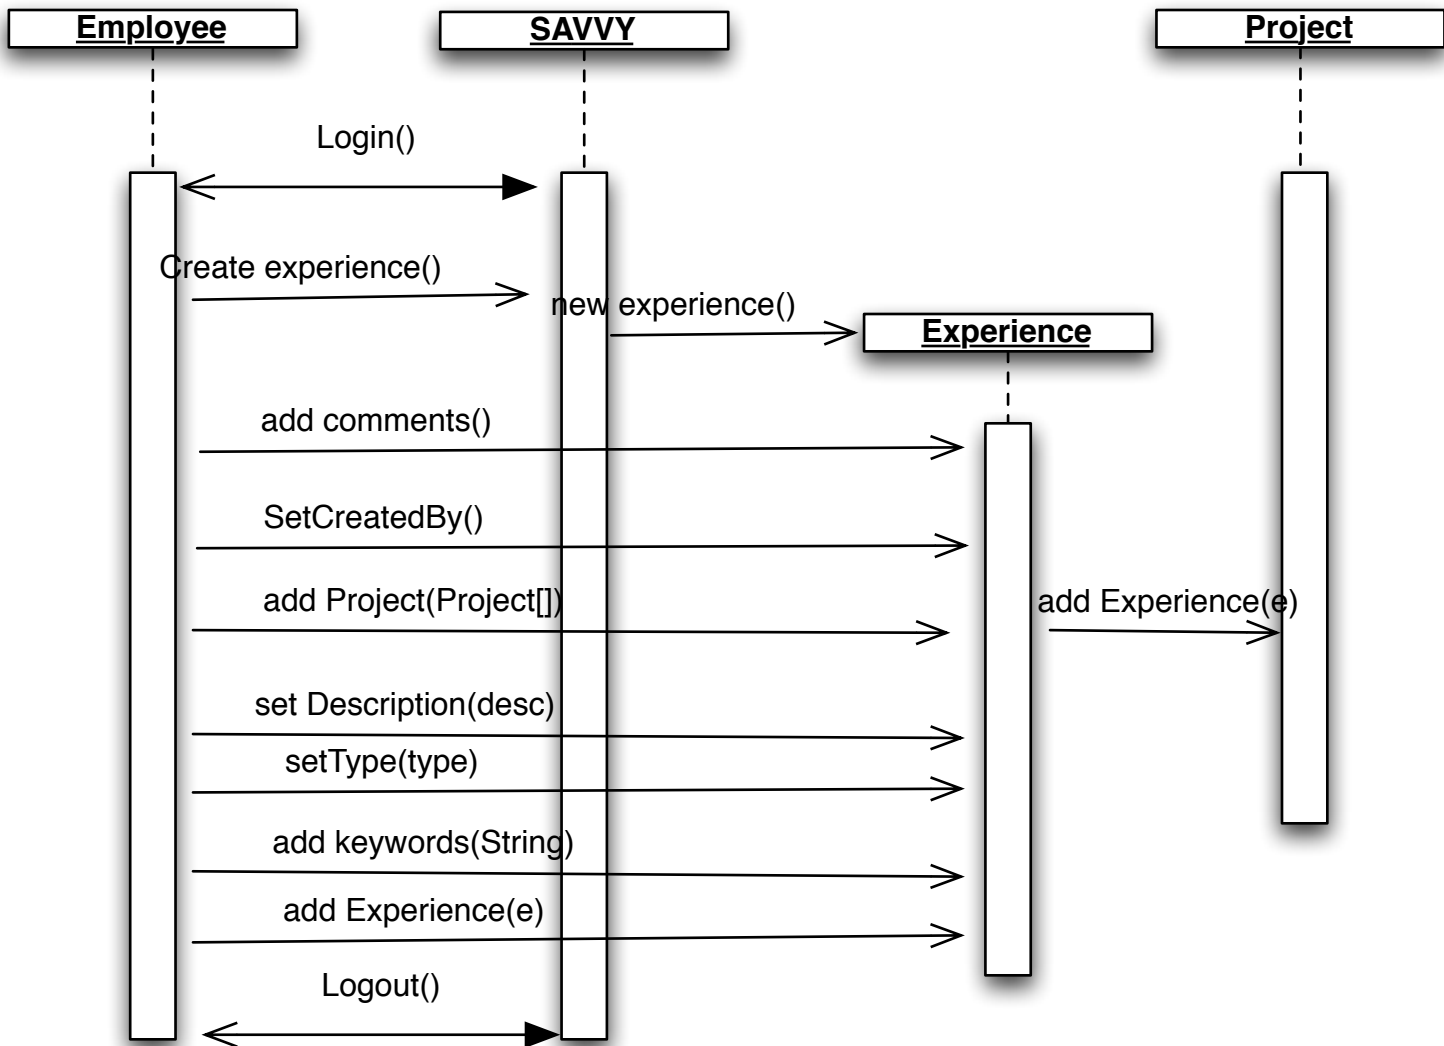 Employee
SAVVY
Project
Login()
Create experience()
new experience()
Experience
add comments()
SetCreatedBy()
add Project(Project[])
add Experience(e)
set Description(desc)
setType(type)
add keywords(String)
add Experience(e)
Logout()